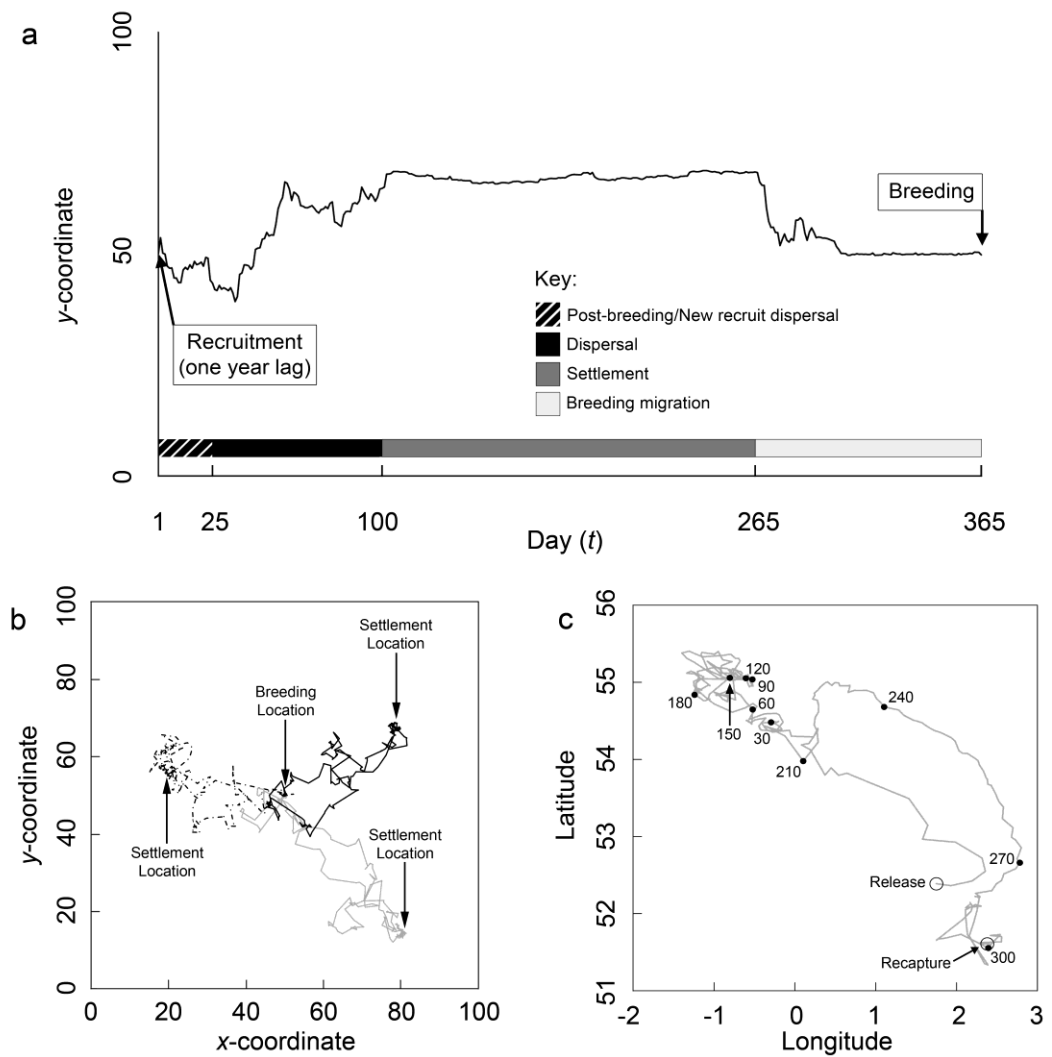 a
100
50
0
y-coordinate
Breeding
Recruitment
(one year lag)
Key:
Post-breeding/New recruit dispersal
Dispersal
Settlement
Breeding migration
1 25 100 265 365
Day (t)
b
100
80
60
40
20
0
y-coordinate
Settlement
Location
Breeding
Location
Settlement
Location
Settlement
Location
0 20 40 60 80 100
x-coordinate
c
56
55
54
53
52
51
Latitude
120
90
180
60
150
30
240
210
270
Release
Recapture
300
-2 -1 0 1 2 3
Longitude